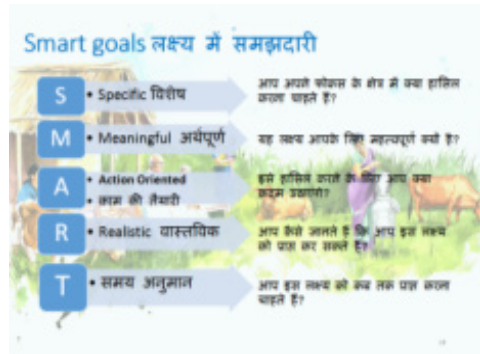 Smart goals लक्ष्य में समझदारी
S
• Specific विशेष
आप अपने फोकस के क्षेत्र में क्या हासिल
करना चाहते हैं?
M
• Meaningful अर्थपूर्ण
यह लक्ष्य आपके लिए महत्वपूर्ण क्यों है?
A
• Action Oriented
• काम की तैयारी
इसे हासिल करने के लिए आप क्या
कदम उठाएंगे?
R
• Realistic वास्तविक
आप कैसे जानते हैं कि आप इस लक्ष्य
को प्राप्त कर सकते हैं?
T
• समय अनुमान
आप इस लक्ष्य को कब तक प्राप्त करना
चाहते हैं?